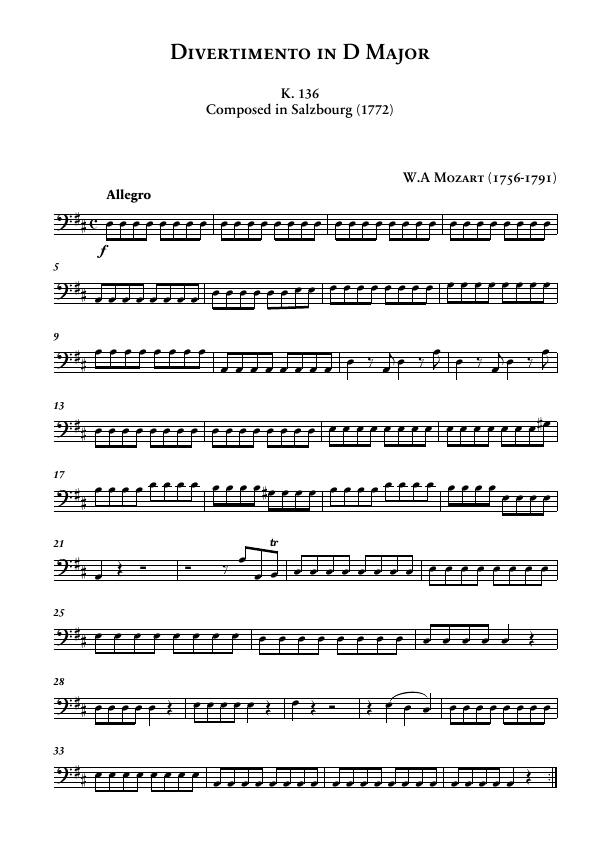 Divertimento in D Major
K. 136
Composed in Salzbourg (1772)
W.A Mozart (1756-1791)
Allegro
f
5
9
13
17
21
tr
25
28
33